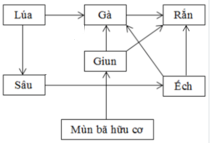 Lúa Gà Rắn
Giun
Sâu Ếch
Mùn bã hữu cơ